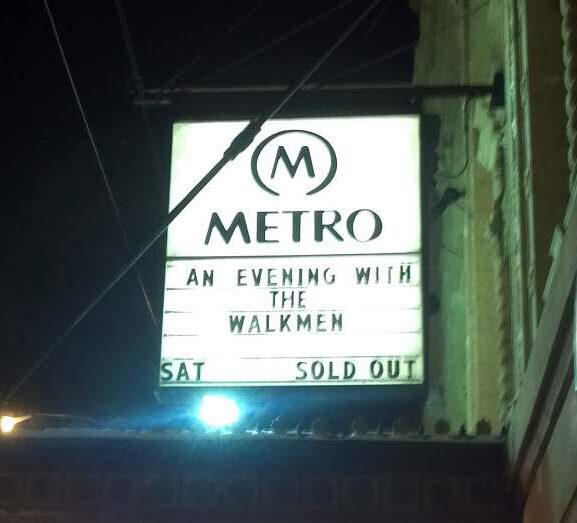 M
METRO
AN EVENING WITH
THE
WALKMEN
SAT SOLD OUT